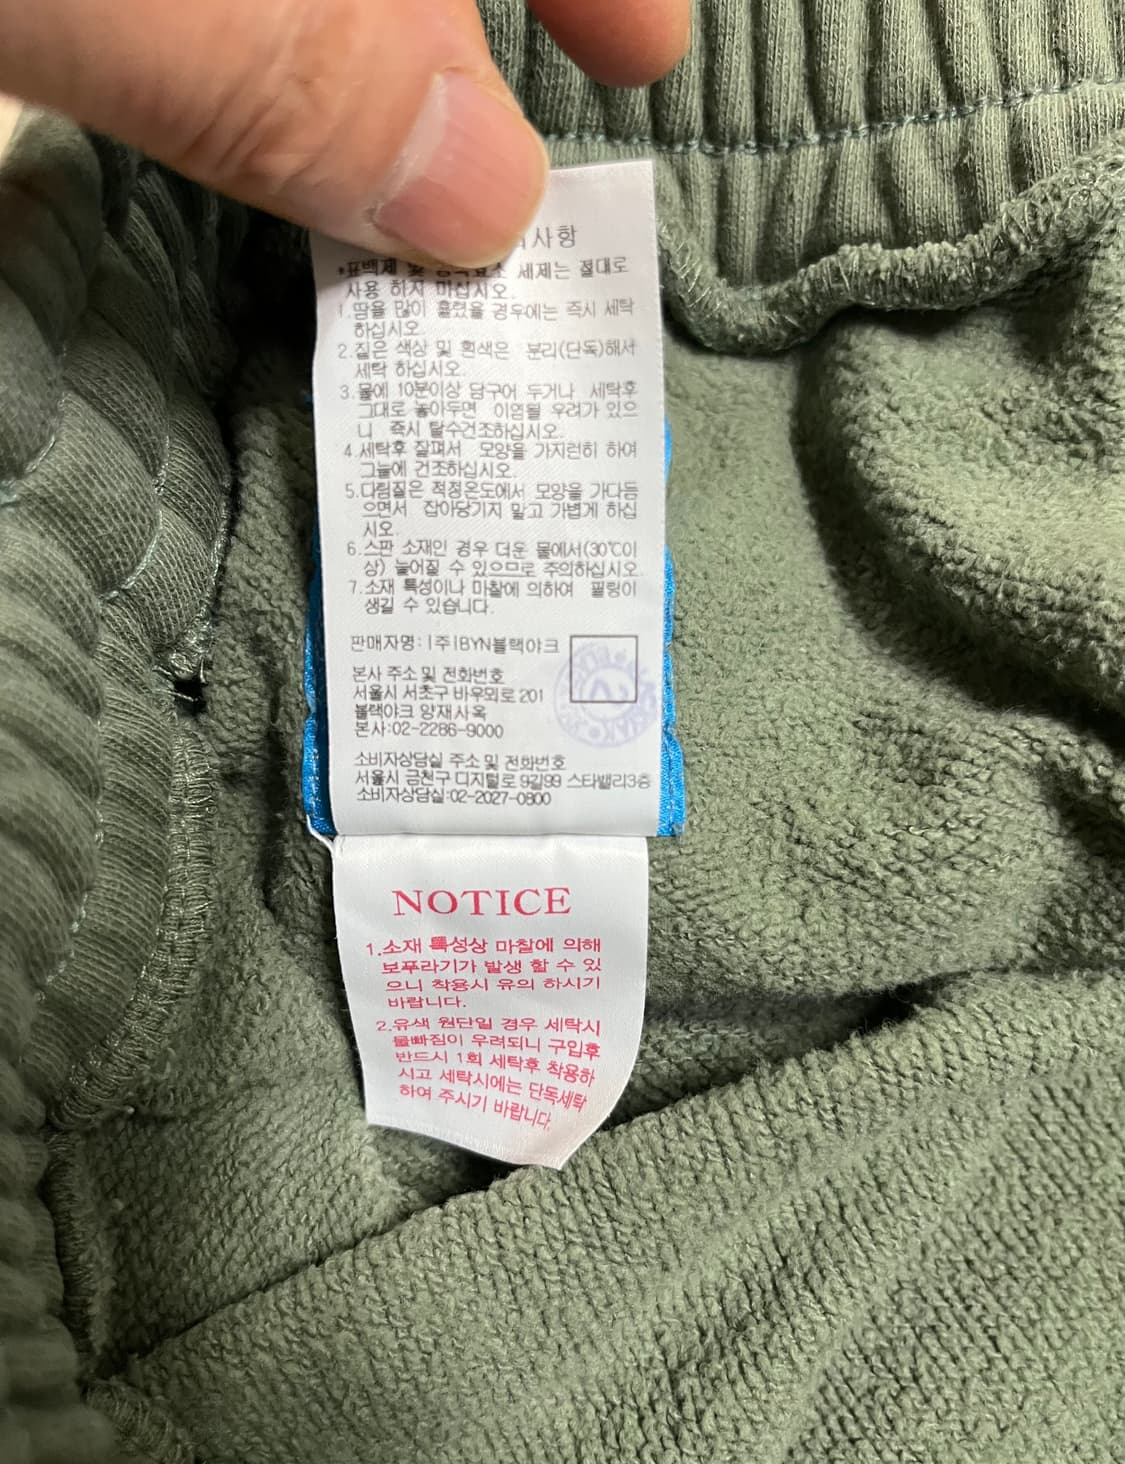 사항
*표백제 및 세제는 절대로
사용 하지 마십시오.
1.땀을 많이 흘렸을 경우에는 즉시 세탁
하십시오.
2.짙은 색상 및 흰색은 분리(단독)해서
세탁 하십시오.
3.물에 10분이상 담구어 두거나 세탁후
그대로 놓아두면 이염될 우려가 있으
니 즉시 탈수건조하십시오.
4.세탁후 잘펴서 모양을 가지런히 하여
그늘에 건조하십시오.
5.다림질은 적정온도에서 모양을 가다듬
으면서 잡아당기지 말고 가볍게 하십
시오.
6.스판 소재인 경우 더운 물에서(30℃이
상) 늘어질 수 있으므로 주의하십시오.
7.소재 특성이나 마찰에 의하여 필링이
생길 수 있습니다.
판매자명:(주)BYN블랙야크
본사 주소 및 전화번호
서울시 서초구 바우뫼로 201
블랙야크 양재사옥
본사:02-2286-9000
소비자상담실 주소 및 전화번호
서울시 금천구 디지털로 9길99 스타밸리3층
소비자상담실:02-2027-0800
NOTICE
1.소재 특성상 마찰에 의해
보푸라기가 발생 할 수 있
으니 착용시 유의 하시기
바랍니다.
2.유색 원단일 경우 세탁시
물빠짐이 우려되니 구입후
반드시 1회 세탁후 착용하
시고 세탁시에는 단독세탁
하여 주시기 바랍니다.